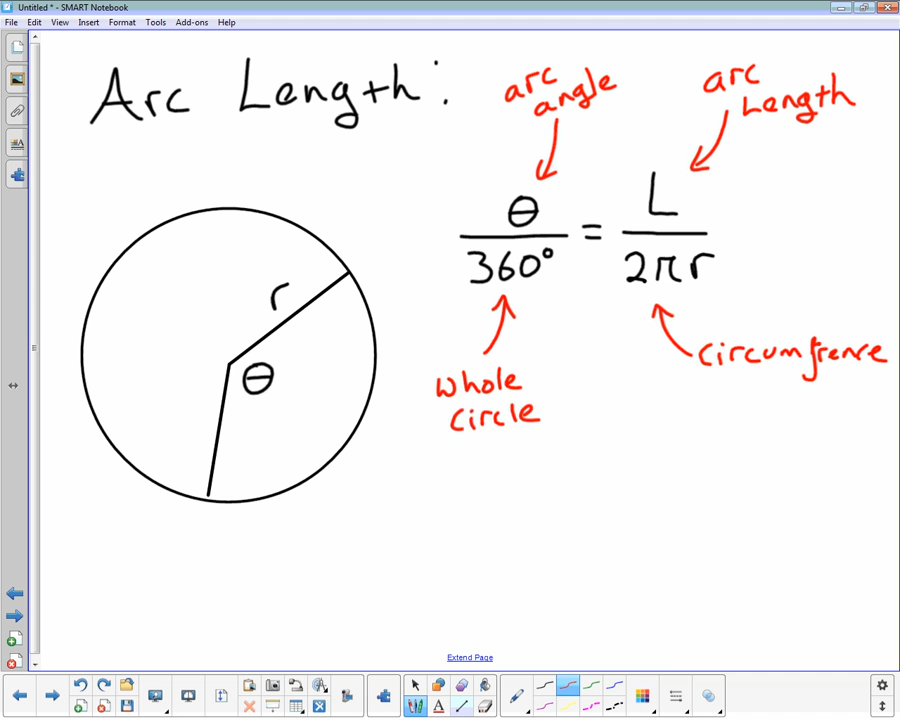 Untitled * - SMART Notebook
File Edit View Insert Format Tools Add-ons Help
Arc Length:
arc angle
arc Length
θ/360° = L/2πr
r
θ
whole circle
circumfrence
Extend Page
A